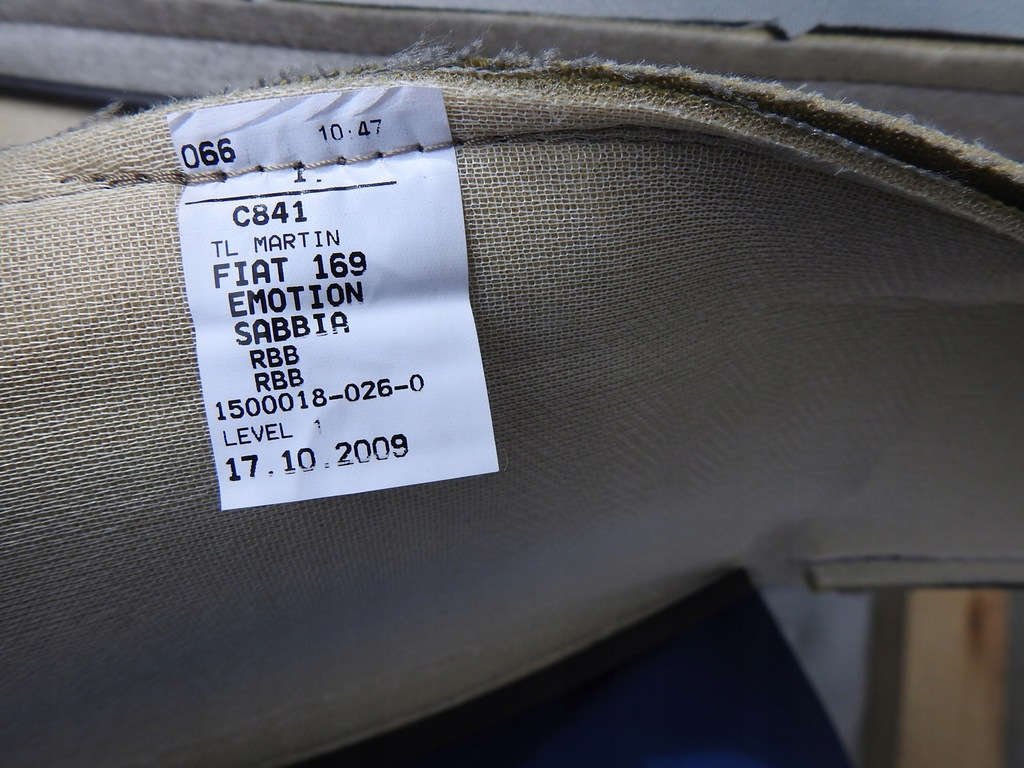 066 10:47
1.
C841
TL MARTIN
FIAT 169
EMOTION
SABBIA
RBB
RBB
1500018-026-0
LEVEL 1
17.10.2009